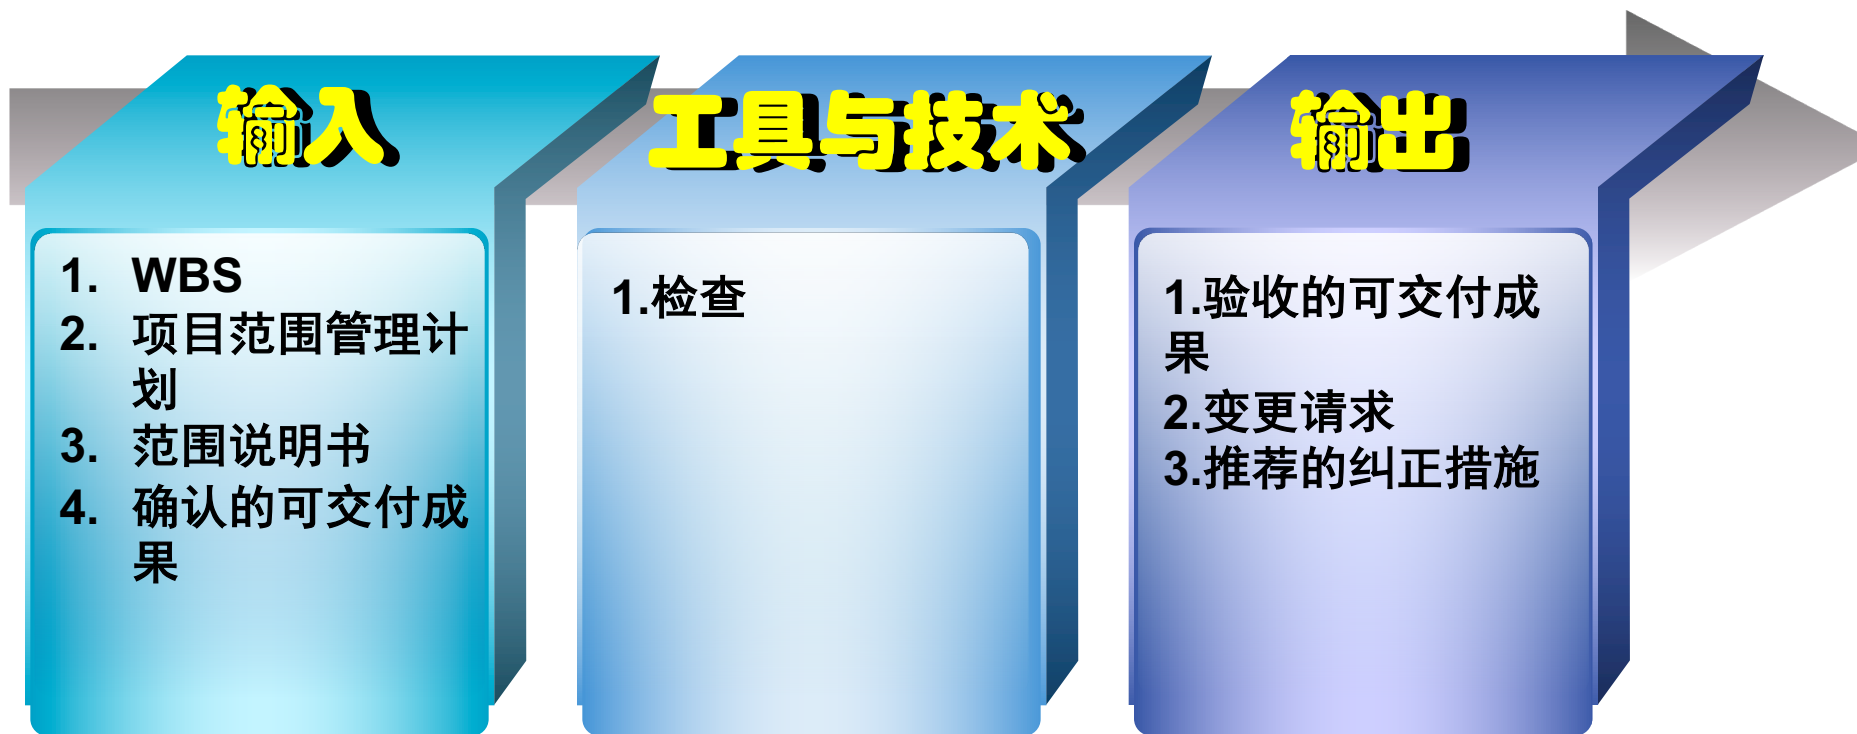 输入
1. WBS
2. 项目范围管理计
划
3. 范围说明书
4. 确认的可交付成
果
工具与技术
1.检查
输出
1.验收的可交付成
果
2.变更请求
3.推荐的纠正措施